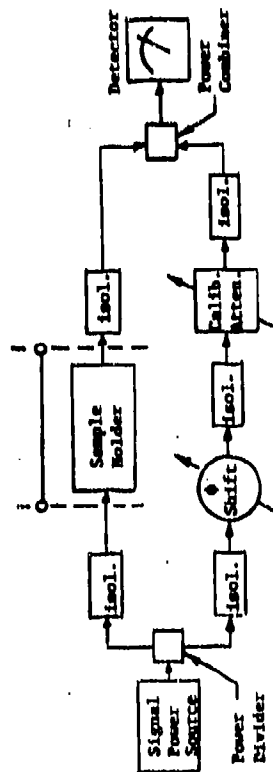 Signal
Power
Source
Power
Divider
isol.
Sample
Holder
isol.
isol.
Φ
Shift
isol.
Calib.
Atten.
isol.
Power
Combiner
Detector